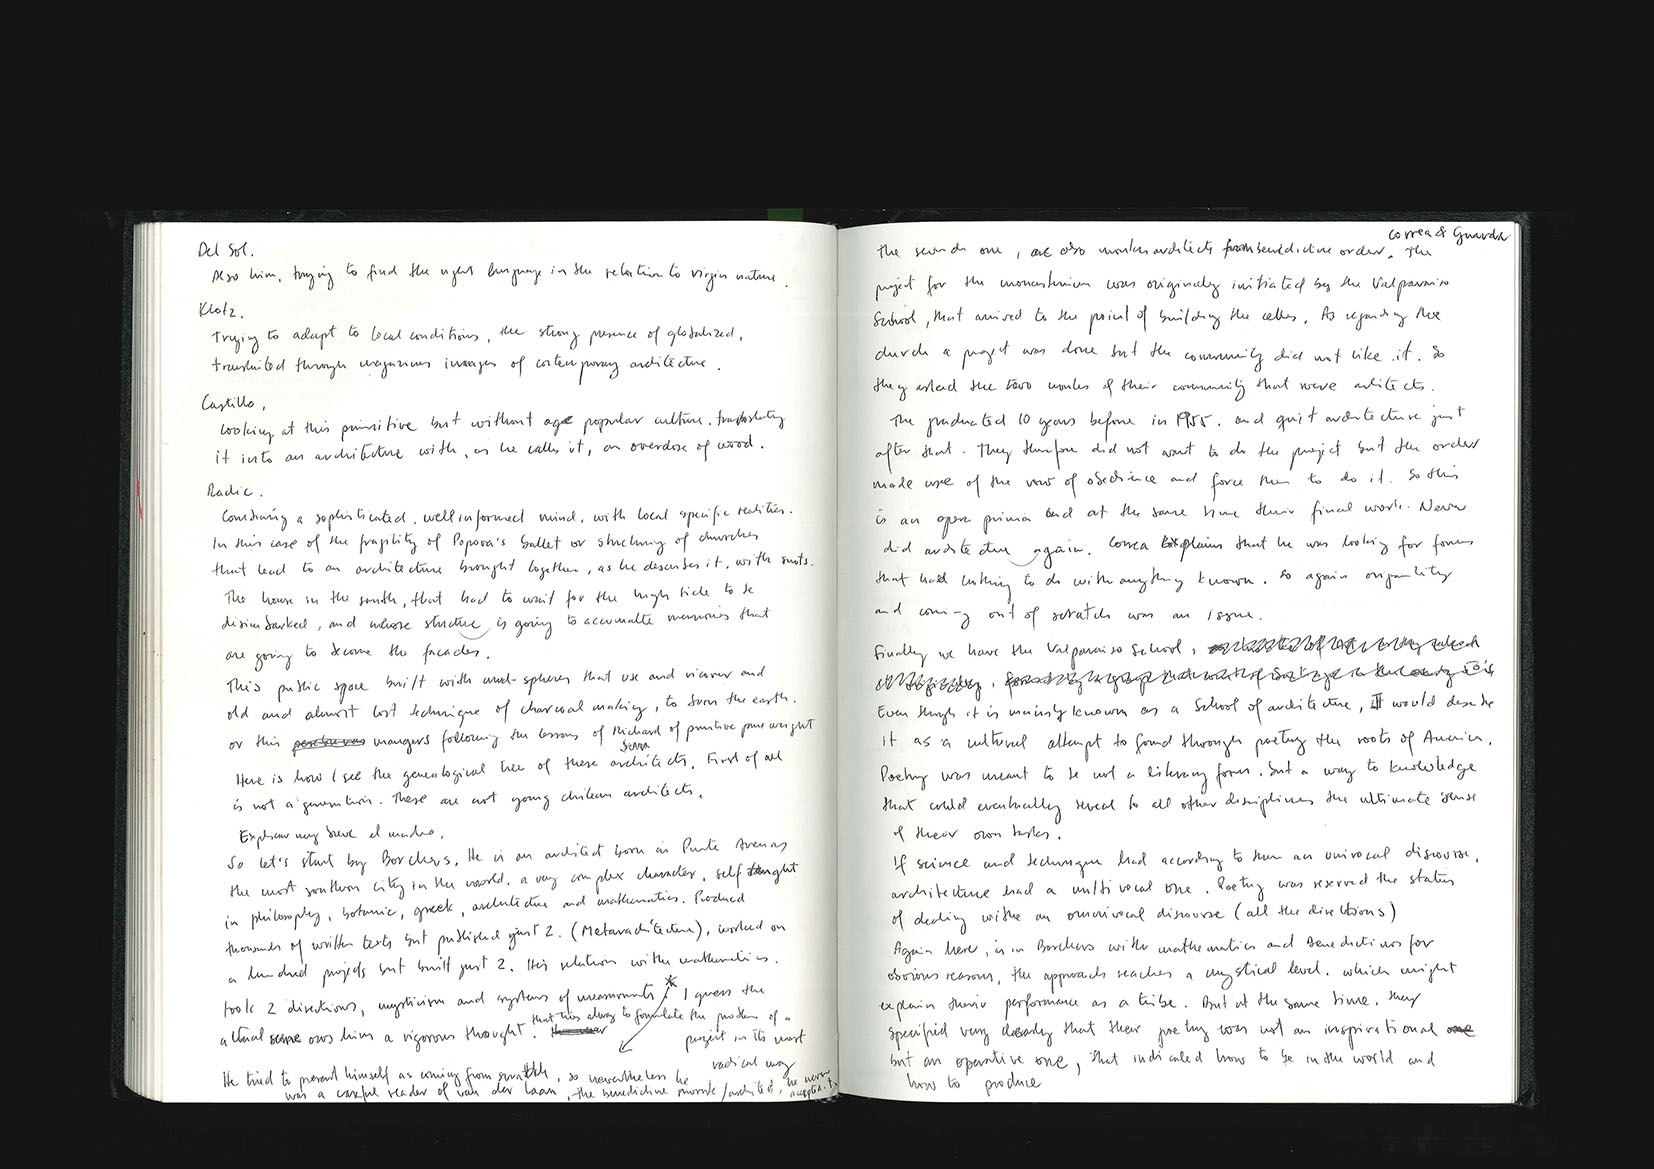 Del Sol.
Also him, trying to find the right language in the relation to virgin nature.
Klotz.
Trying to adapt to local conditions, the strong presence of globalized,
transmited through magazines images of contemporary architecture.
Castillo,
looking at this primitive but without age popular culture. translating
it into an architecture with, as he calls it, an overdose of wood.
Radic.
Combining a sophisticated, well informed mind, with local specific realities.
In this case of the fragility of Popova's ballet or structuring of churches
that lead to an architecture brought together, as he describes it, with knots.
The house in the south, that had to wait for the high tide to be
disimbarked, and whose structure is going to accumulate memories that
are going to become the facades.
This public space built with mud-spheres that use and vicious and
old and almost lost technique of charcoal making, to burn the earth.
or this mangers following the lessons of Richard Serra of primitive pure weight
Here is how I see the genealogical tree of these architects. First of all
is not a generation. These are not young chilean architects.
Explicar muy breve el cuadro.
So let's start by Borchers. He is an architect born in Punta Arenas
the most southern city in the world. a very complex character, self taught
in philosophy, botanic, greek, architecture and mathematics. Produced
thousands of written texts but published just 2. (Metarchitecture), worked on
a hundred projects but built just 2. His relation with mathematics.
took 2 directions, mysticism and systems of measurements * I guess the
actual scene ows him a vigorous thought. that tries always to formulate the problem of a
project in its most
radical way
He tried to present himself as coming from scratch, so nevertheless he
was a careful reader of van der Laan, the benedictine monk/architect, he never
accepted it.
Correa & Guarda
The second one, are also monks architects from benedictine order. The
project for the monasterium was originaly initiated by the Valparaiso
School, that arrived to the point of building the celles. As regarding the
church a project was done but the community did not like it. So
they asked the two monks of their community that were architects.
The graduated 10 years before in 1955. and quit architecture just
after that. They therefore did not want to do the project but the order
made use of the vow of obedience and force them to do it. So this
is an opera prima and at the same time their final work. Never
did architecture again. Correa explains that he was looking for forms
that had nothing to do with anything known. so again originality
and coming out of scratch was an issue.
Finally we have the Valparaiso School,
Even though it is mainly known as a School of architecture, I would describe
it as a cultural attempt to found through poetry the roots of America.
Poetry was meant to be not a literary form. but a way to knowledge
that could eventually reveal to all other disciplines the ultimate sense
of their own tasks.
If science and technique had according to them an univocal discourse,
architecture had a multivocal one. Poetry was reserved the status
of dealing with an omnivocal discourse (all the directions)
Again here, as in Borchers with mathematics and Benedictines for
obvious reasons, the approach reaches a mystical level. which might
explain their performance as a tribe. But at the same time, they
specified very clearly that their poetry was not an inspirational one
but an operative one, that indicated how to be in the world and
how to produce